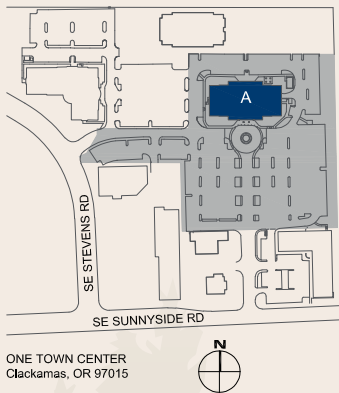 A
SE STEVENS RD
SE SUNNYSIDE RD
ONE TOWN CENTER
Clackamas, OR 97015
N